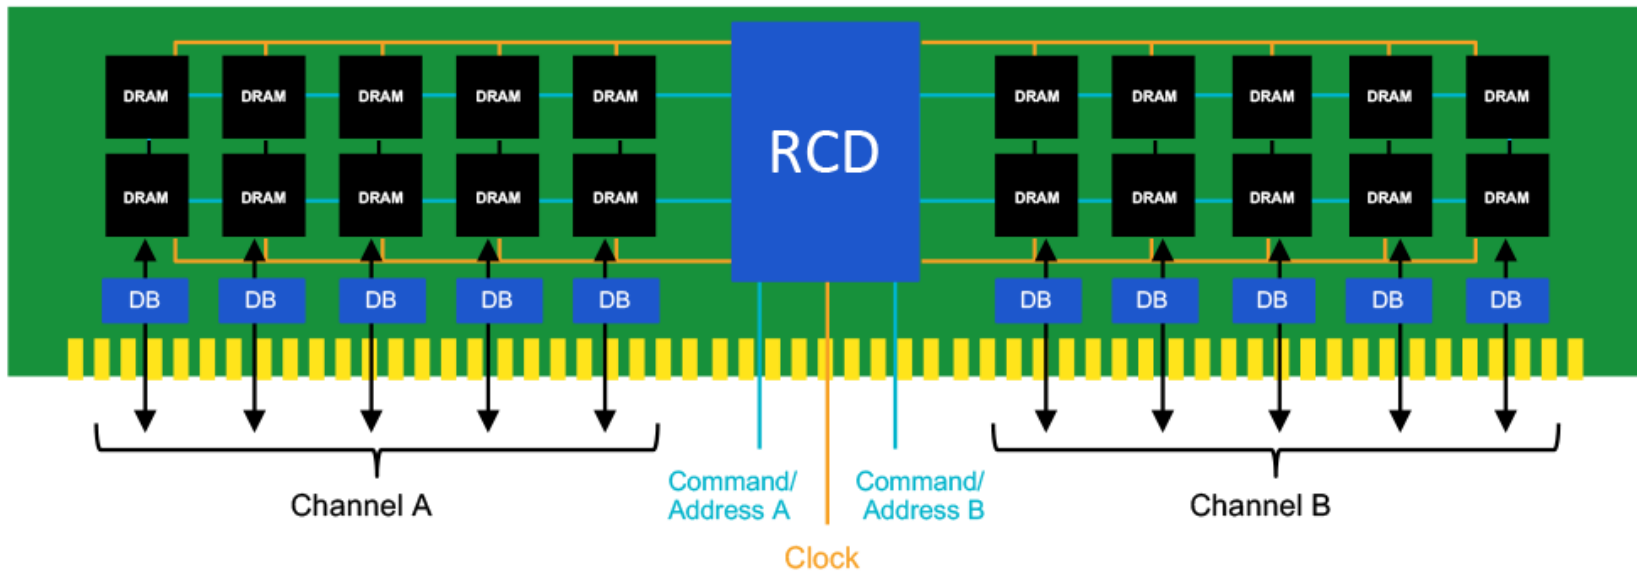 DRAM DRAM DRAM DRAM DRAM RCD DRAM DRAM DRAM DRAM DRAM
DRAM DRAM DRAM DRAM DRAM DRAM DRAM DRAM DRAM DRAM
DB DB DB DB DB DB DB DB DB DB
Channel A
Command/
Address A
Command/
Address B
Channel B
Clock